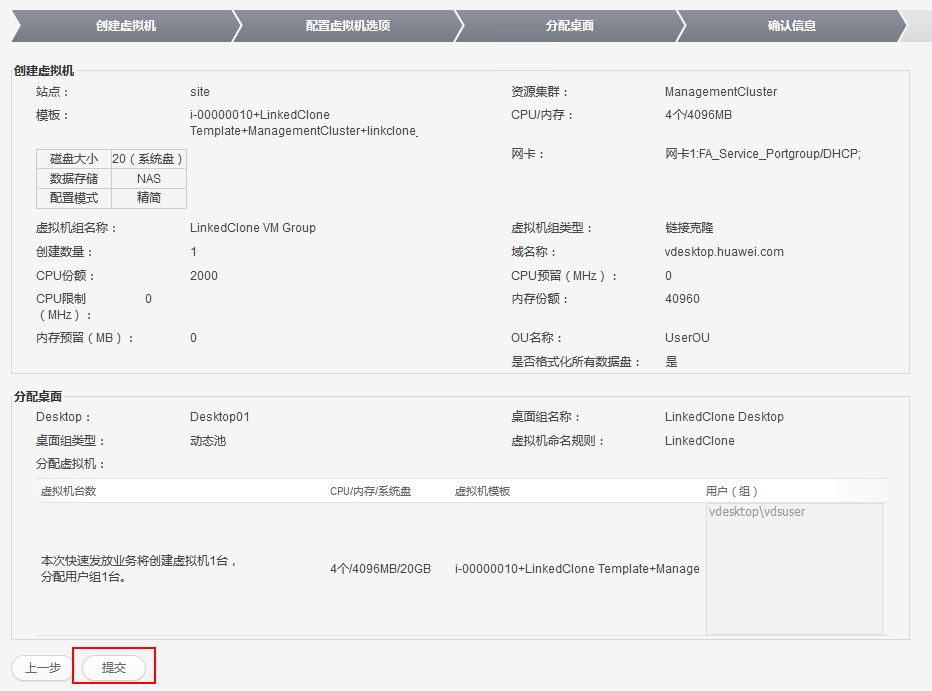 创建虚拟机 配置虚拟机选项 分配桌面 确认信息
创建虚拟机
站点： site 资源集群： ManagementCluster
模板： i-00000010+LinkedClone CPU/内存： 4个/4096MB
Template+ManagementCluster+linkclone
网卡： 网卡1:FA_Service_Portgroup/DHCP;
磁盘大小 20（系统盘）
数据存储 NAS
配置模式 精简
虚拟机组名称： LinkedClone VM Group 虚拟机组类型： 链接克隆
创建数量： 1 域名称： vdesktop.huawei.com
CPU份额： 2000 CPU预留（MHz）： 0
CPU限制 0 内存份额： 40960
（MHz）：
内存预留（MB）： 0 OU名称： UserOU
是否格式化所有数据盘： 是
分配桌面
Desktop： Desktop01 桌面组名称： LinkedClone Desktop
桌面组类型： 动态池 虚拟机命名规则： LinkedClone
分配虚拟机：
虚拟机台数 CPU/内存/系统盘 虚拟机模板 用户（组）
vdesktop\vdsuser
本次快速发放业务将创建虚拟机1台，
分配用户组1台。 4个/4096MB/20GB i-00000010+LinkedClone Template+Manage
上一步 提交